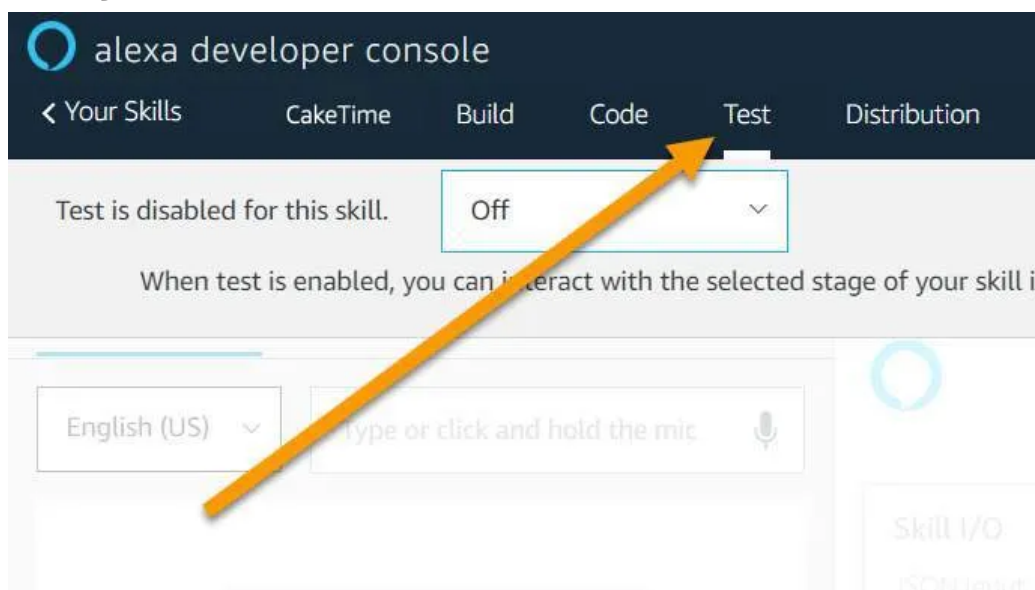 alexa developer console
Your Skills CakeTime Build Code Test Distribution
Test is disabled for this skill. Off
When test is enabled, you can interact with the selected stage of your skill i
English (US) Type or click and hold the mic
Skill I/O
JSON Input